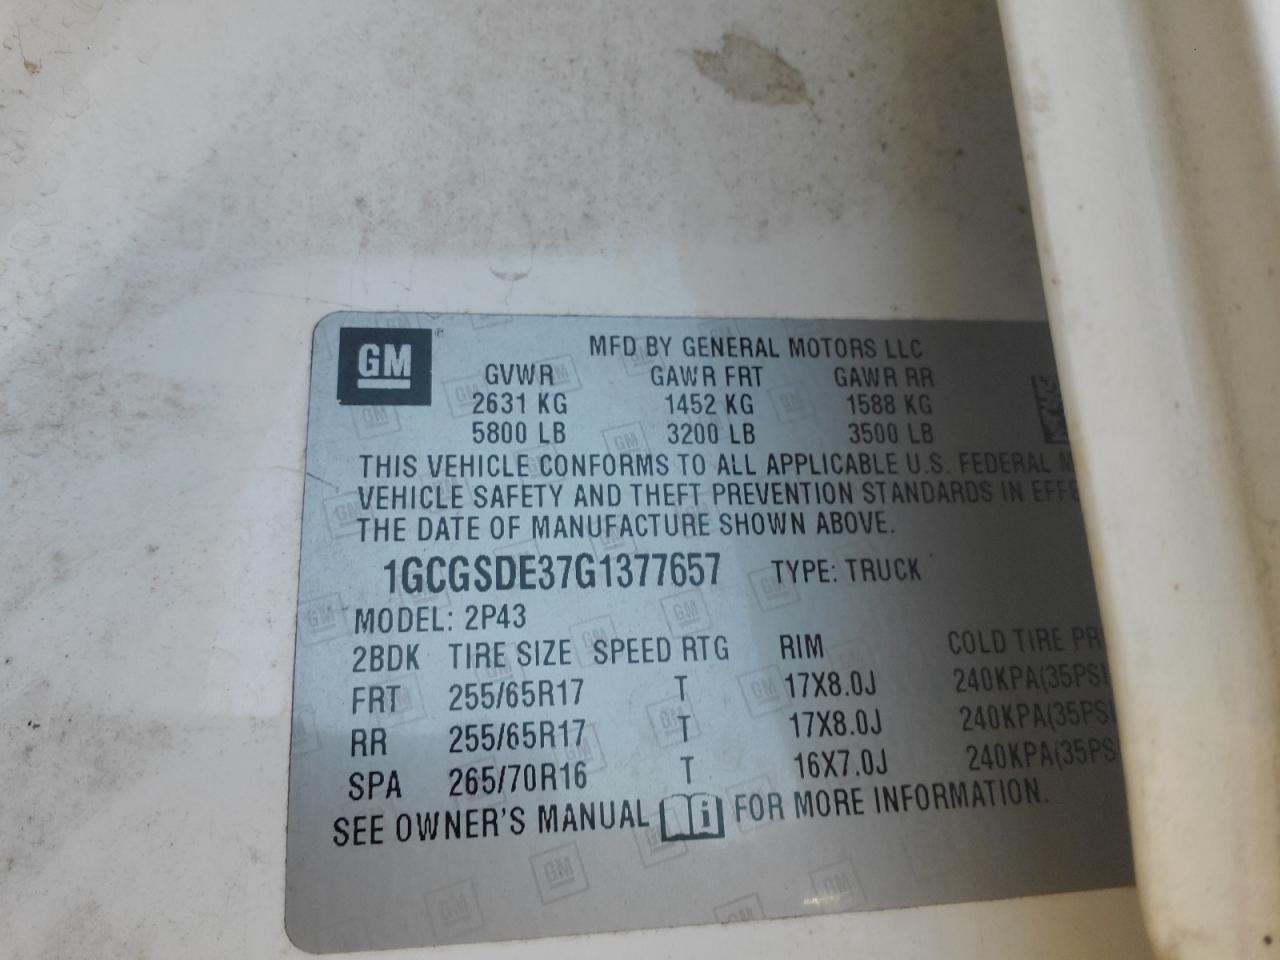 GM
MFD BY GENERAL MOTORS LLC
GVWR GAWR FRT GAWR RR
2631 KG 1452 KG 1588 KG
5800 LB 3200 LB 3500 LB
THIS VEHICLE CONFORMS TO ALL APPLICABLE U.S. FEDERAL
VEHICLE SAFETY AND THEFT PREVENTION STANDARDS IN
THE DATE OF MANUFACTURE SHOWN ABOVE.
1GCGSDE37G1377657 TYPE: TRUCK
MODEL: 2P43
2BDK TIRE SIZE SPEED RTG RIM COLD TIRE
FRT 255/65R17 T 17X8.0J 240KPA(35PSI
RR 255/65R17 T 17X8.0J 240KPA(35PSI
SPA 265/70R16 T 16X7.0J 240KPA(35PS
SEE OWNER'S MANUAL i FOR MORE INFORMATION.